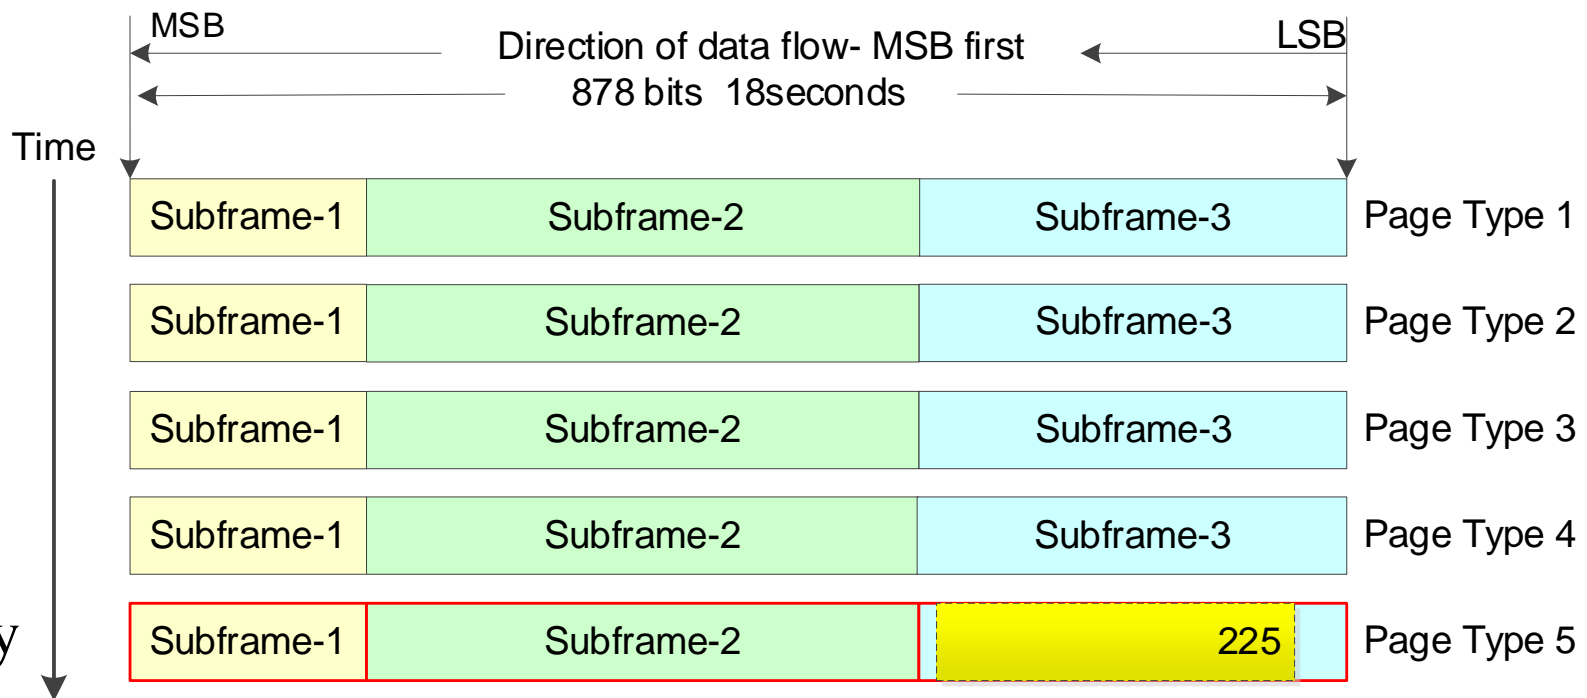 MSB
LSB
Direction of data flow- MSB first
878 bits 18seconds
Time
Subframe-1 Subframe-2 Subframe-3 Page Type 1
Subframe-1 Subframe-2 Subframe-3 Page Type 2
Subframe-1 Subframe-2 Subframe-3 Page Type 3
Subframe-1 Subframe-2 Subframe-3 Page Type 4
y Subframe-1 Subframe-2 225 Page Type 5